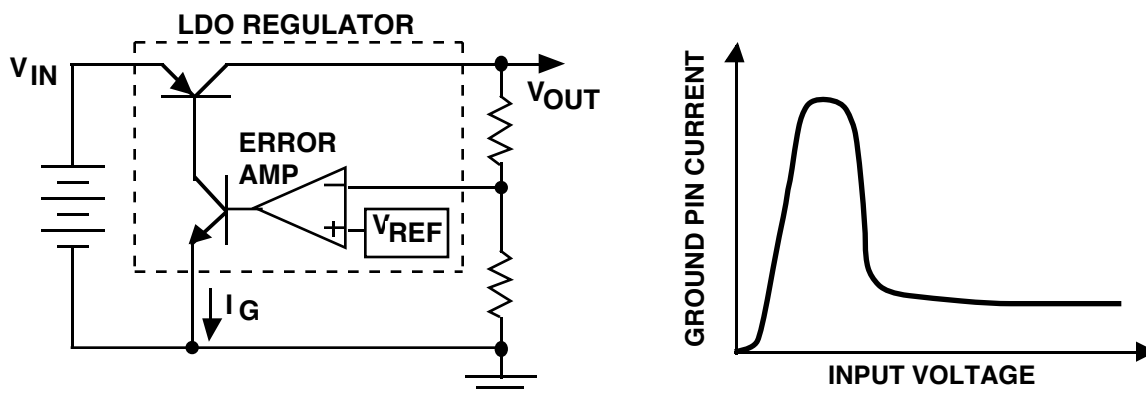 LDO REGULATOR
VIN
VOUT
ERROR
AMP
−
+
VREF
IG
GROUND PIN CURRENT
INPUT VOLTAGE